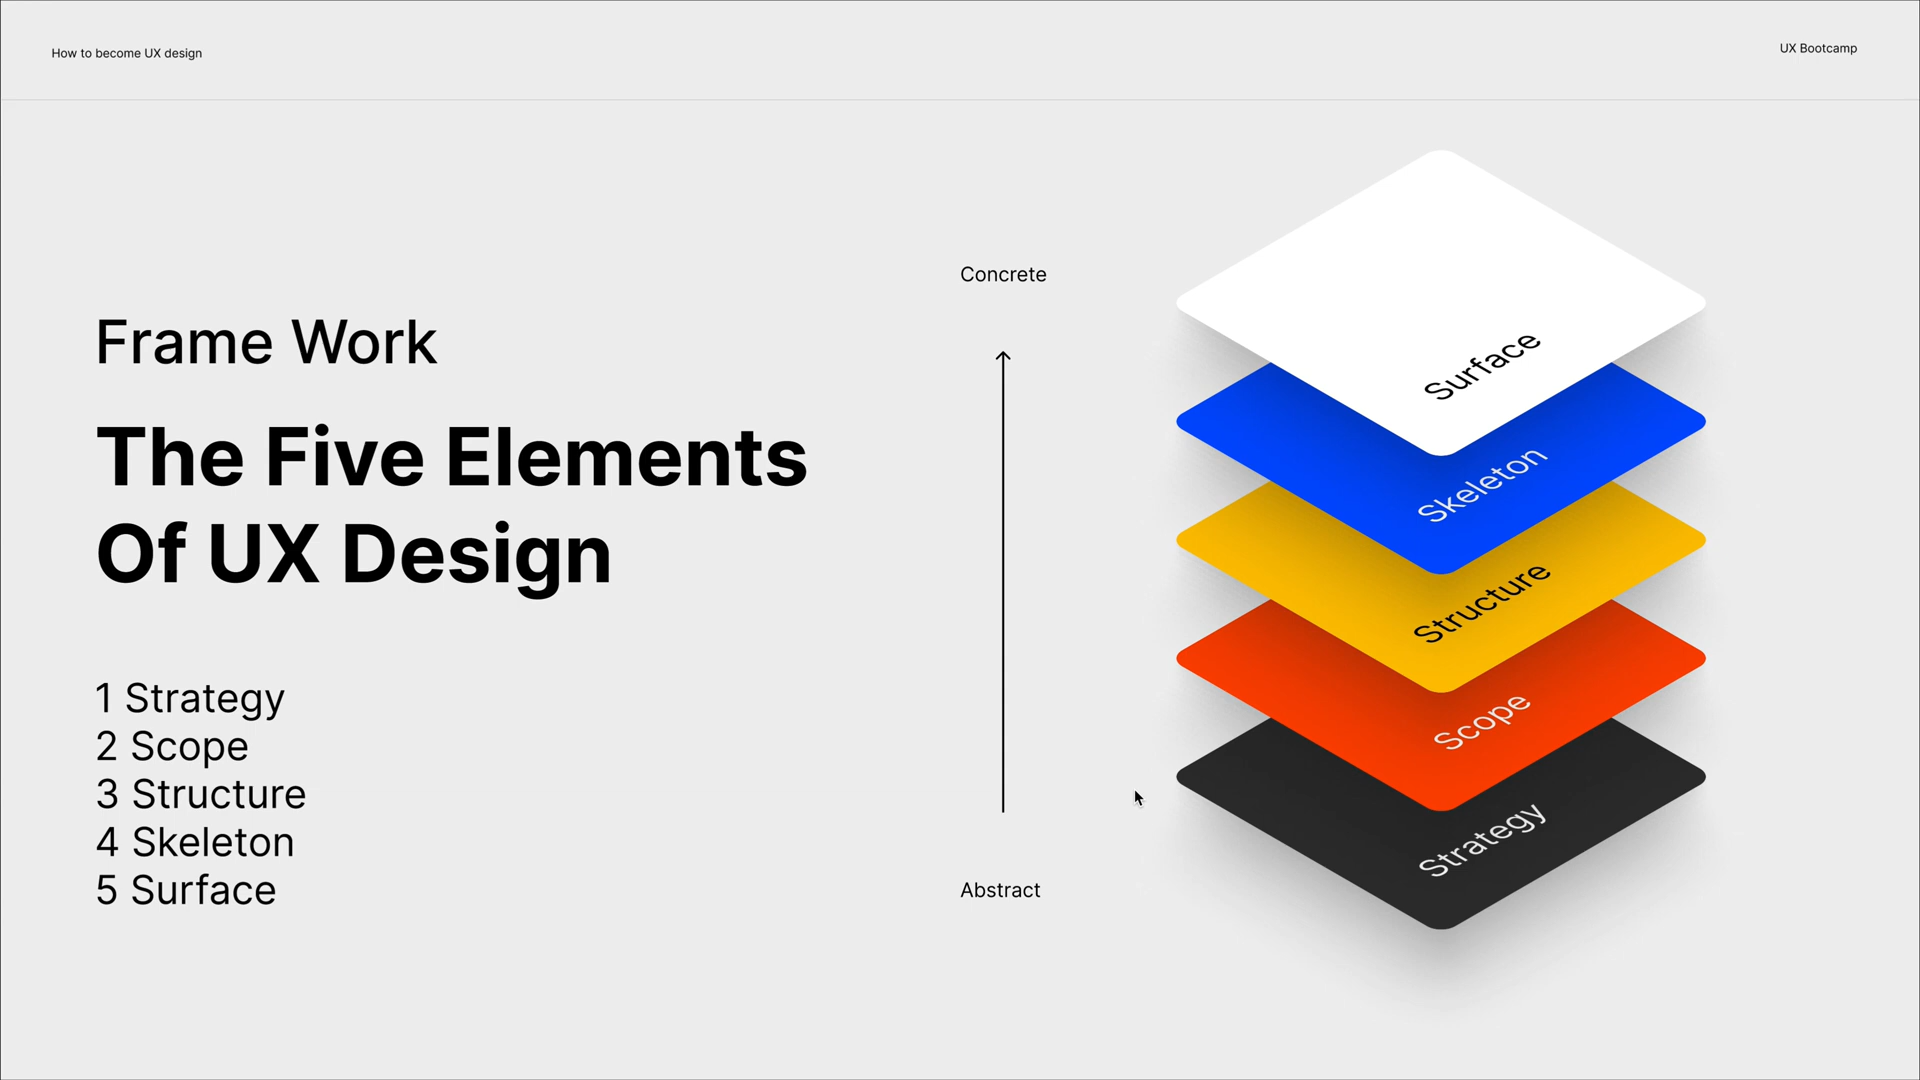 How to become UX design
UX Bootcamp
Frame Work
The Five Elements
Of UX Design
1 Strategy
2 Scope
3 Structure
4 Skeleton
5 Surface
Concrete
Abstract
Surface
Skeleton
Structure
Scope
Strategy